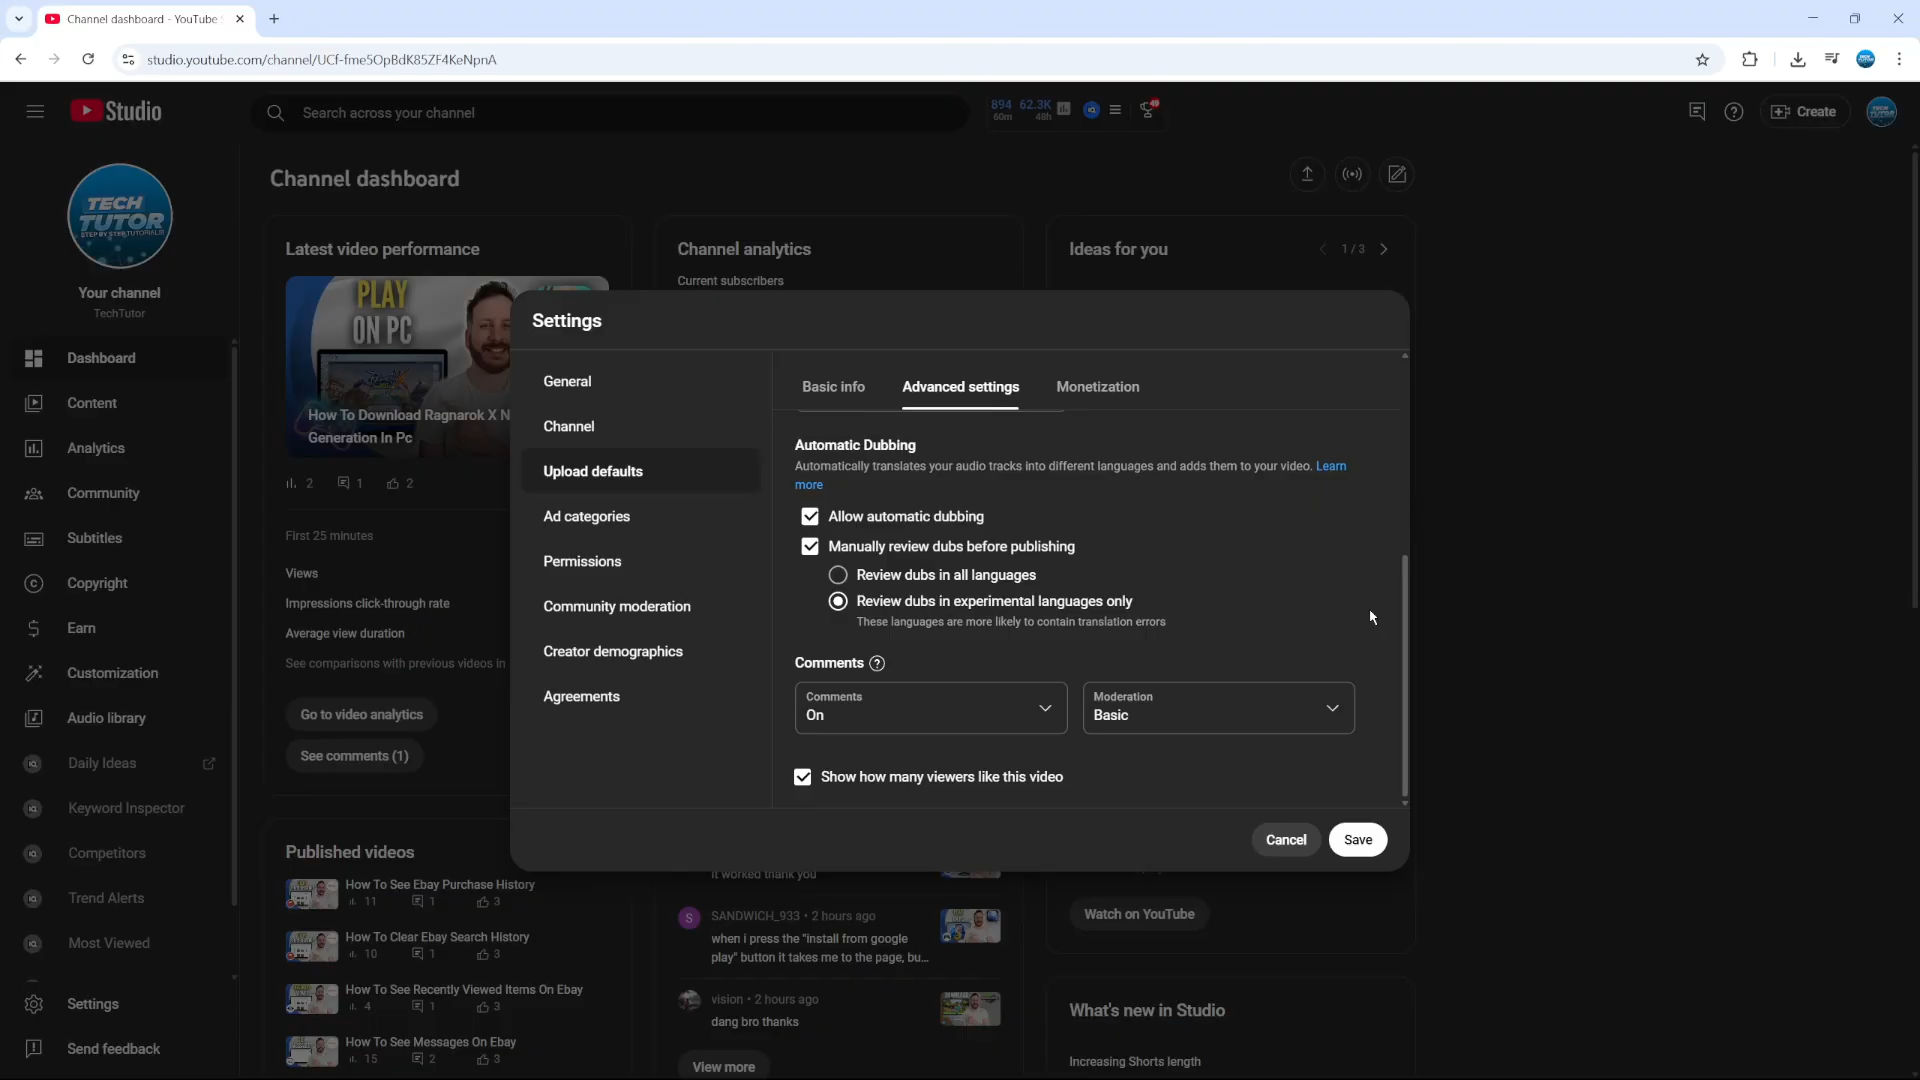 Channel dashboard - YouTube
studio.youtube.com/channel/UCf-fme5OpBdK85ZF4KeNpnA
Studio
Search across your channel
894 62.3K
60m 48h
Create
TECH
TUTOR
STEP BY STEP TUTORIALS!
Your channel
TechTutor
Dashboard
Content
Analytics
Community
Subtitles
Copyright
Earn
Customization
Audio library
Daily Ideas
Keyword Inspector
Competitors
Trend Alerts
Most Viewed
Settings
Send feedback
Channel dashboard
Latest video performance
PLAY
ON PC
How To Download Ragnarok X N
Generation In Pc
2 1 2
First 25 minutes
Views
Impressions click-through rate
Average view duration
See comparisons with previous videos in
Go to video analytics
See comments (1)
Published videos
How To See Ebay Purchase History
11 1 3
How To Clear Ebay Search History
10 1 3
How To See Recently Viewed Items On Ebay
4 1 3
How To See Messages On Ebay
15 2 3
Channel analytics
Current subscribers
Ideas for you
1 / 3
Settings
General
Channel
Upload defaults
Ad categories
Permissions
Community moderation
Creator demographics
Agreements
Basic info
Advanced settings
Monetization
Automatic Dubbing
Automatically translates your audio tracks into different languages and adds them to your video. Learn
more
Allow automatic dubbing
Manually review dubs before publishing
Review dubs in all languages
Review dubs in experimental languages only
These languages are more likely to contain translation errors
Comments
Comments
On
Moderation
Basic
Show how many viewers like this video
Cancel
Save
it worked thank you
S
SANDWICH_933 • 2 hours ago
when i press the "install from google
play" button it takes me to the page, bu...
vision • 2 hours ago
dang bro thanks
View more
Watch on YouTube
What's new in Studio
Increasing Shorts length